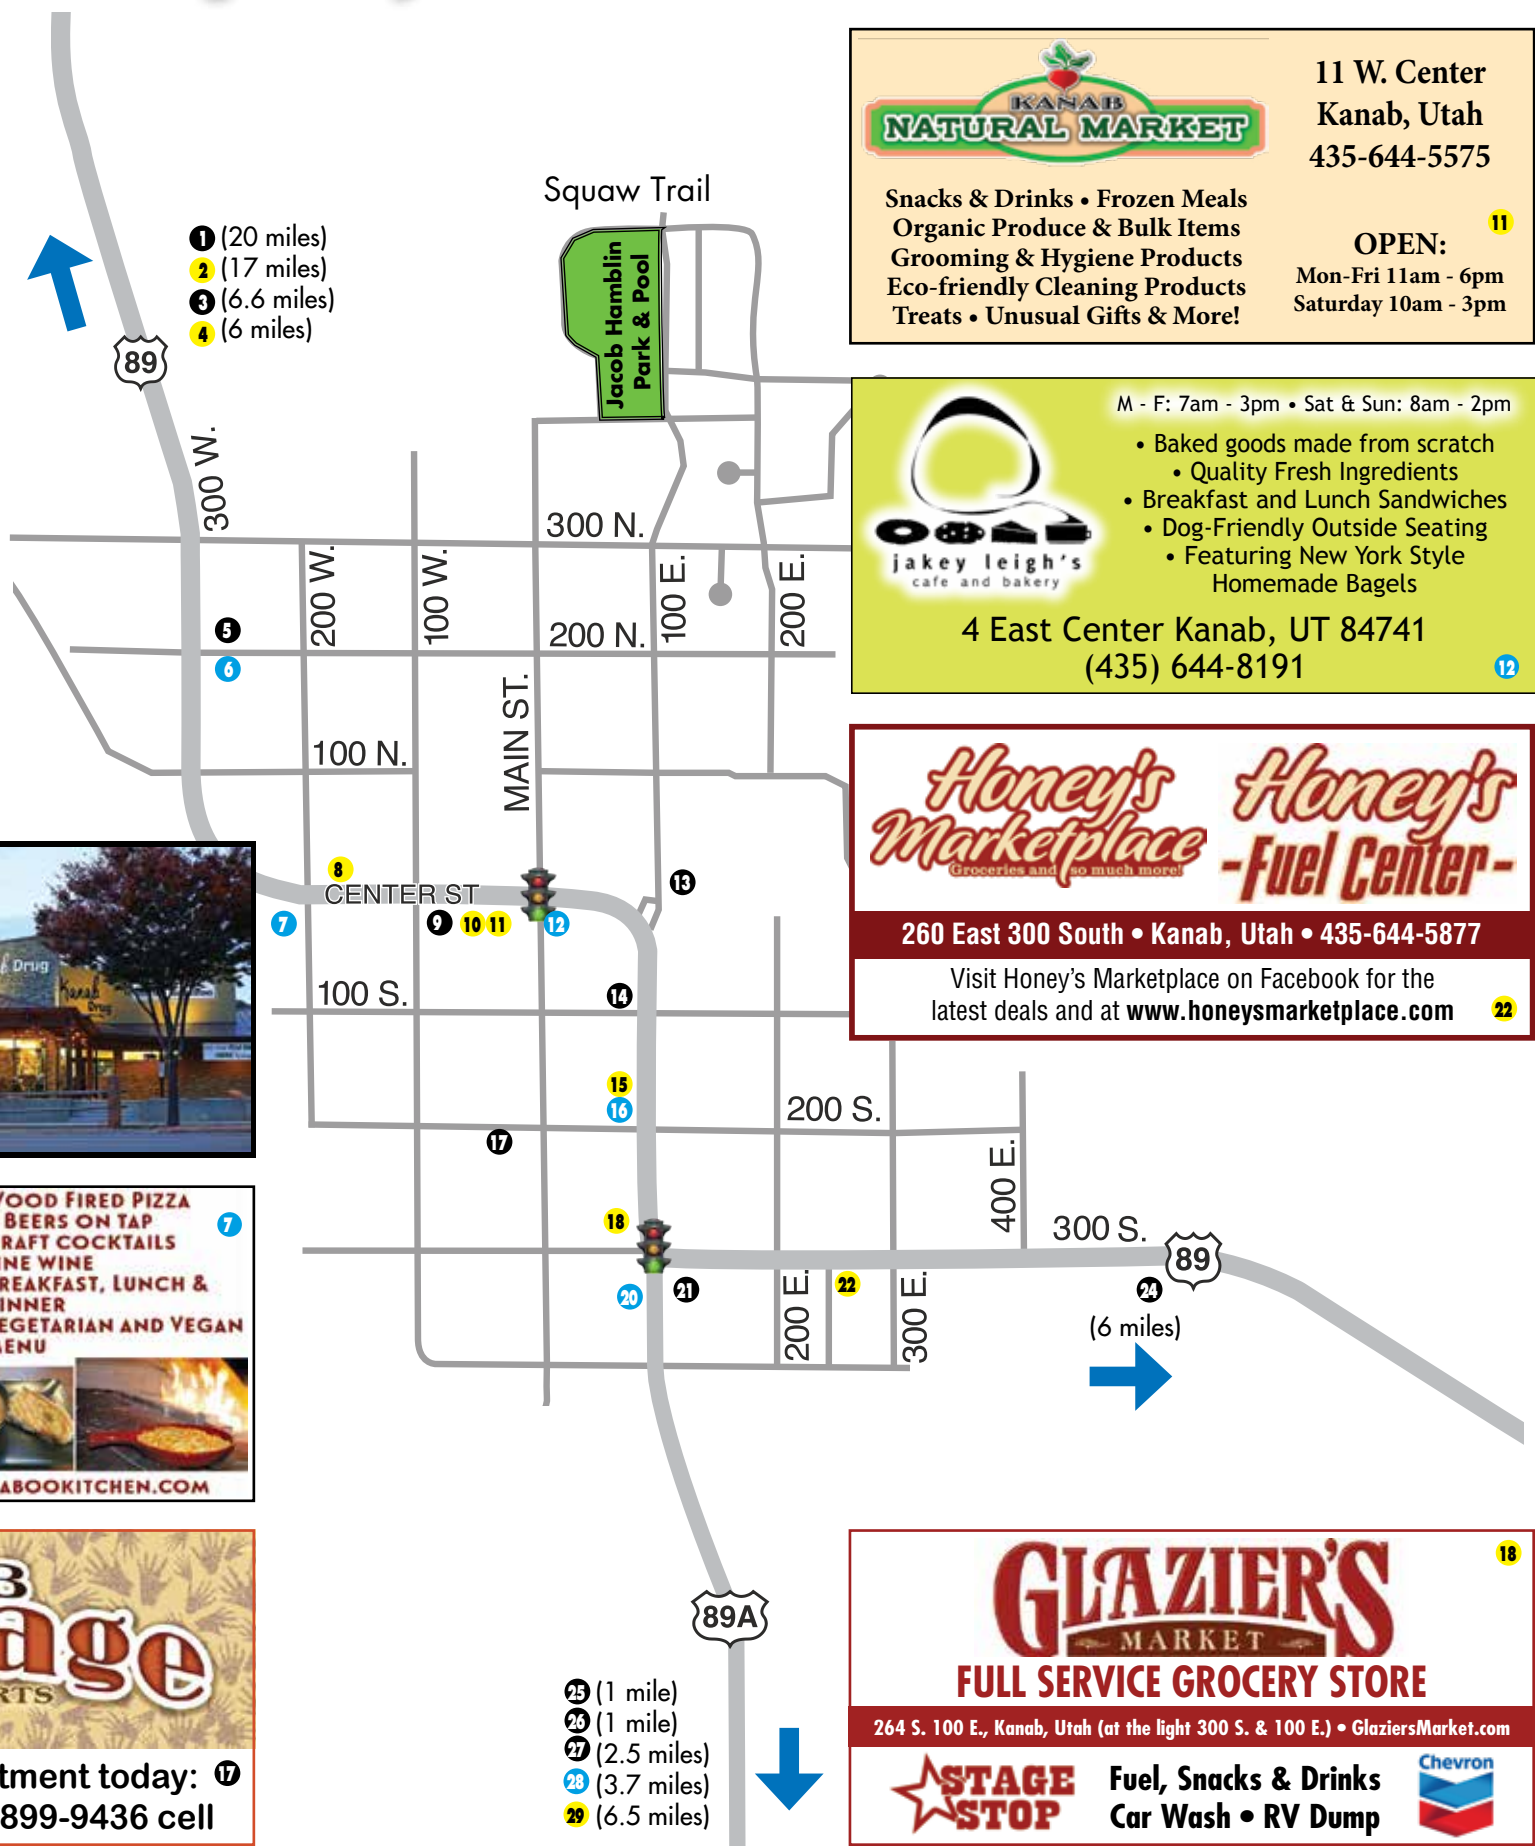 Squaw Trail
1 (20 miles)
2 (17 miles)
3 (6.6 miles)
4 (6 miles)
89
Jacob Hamblin
Park & Pool
300 W.
300 N.
200 W.
100 W.
100 E.
200 E.
5
200 N.
6
MAIN ST.
100 N.
8
CENTER ST
13
7
9
10
11
12
100 S.
14
15
16
200 S.
17
400 E.
18
300 S.
89
20
21
22
24
200 E.
300 E.
(6 miles)
89A
25 (1 mile)
26 (1 mile)
27 (2.5 miles)
28 (3.7 miles)
29 (6.5 miles)
KANAB
NATURAL MARKET
11 W. Center
Kanab, Utah
435-644-5575
Snacks & Drinks • Frozen Meals
Organic Produce & Bulk Items
Grooming & Hygiene Products
Eco-friendly Cleaning Products
Treats • Unusual Gifts & More!
11
OPEN:
Mon-Fri 11am - 6pm
Saturday 10am - 3pm
M - F: 7am - 3pm • Sat & Sun: 8am - 2pm
• Baked goods made from scratch
• Quality Fresh Ingredients
• Breakfast and Lunch Sandwiches
• Dog-Friendly Outside Seating
• Featuring New York Style
Homemade Bagels
jakey leigh's
cafe and bakery
4 East Center Kanab, UT 84741
(435) 644-8191
12
Honey's
Marketplace
Groceries and so much more!
Honey's
-Fuel Center-
260 East 300 South • Kanab, Utah • 435-644-5877
Visit Honey's Marketplace on Facebook for the
latest deals and at www.honeysmarketplace.com
22
Drug
Kanab
Drug
OOD FIRED PIZZA
BEERS ON TAP
RAFT COCKTAILS
INE WINE
REAKFAST, LUNCH &
INNER
EGETARIAN AND VEGAN
ENU
7
ABOOKITCHEN.COM
B
age
RTS
tment today: 17
899-9436 cell
GLAZIER'S
MARKET
18
FULL SERVICE GROCERY STORE
264 S. 100 E., Kanab, Utah (at the light 300 S. & 100 E.) • GlaziersMarket.com
STAGE
STOP
Fuel, Snacks & Drinks
Car Wash • RV Dump
Chevron